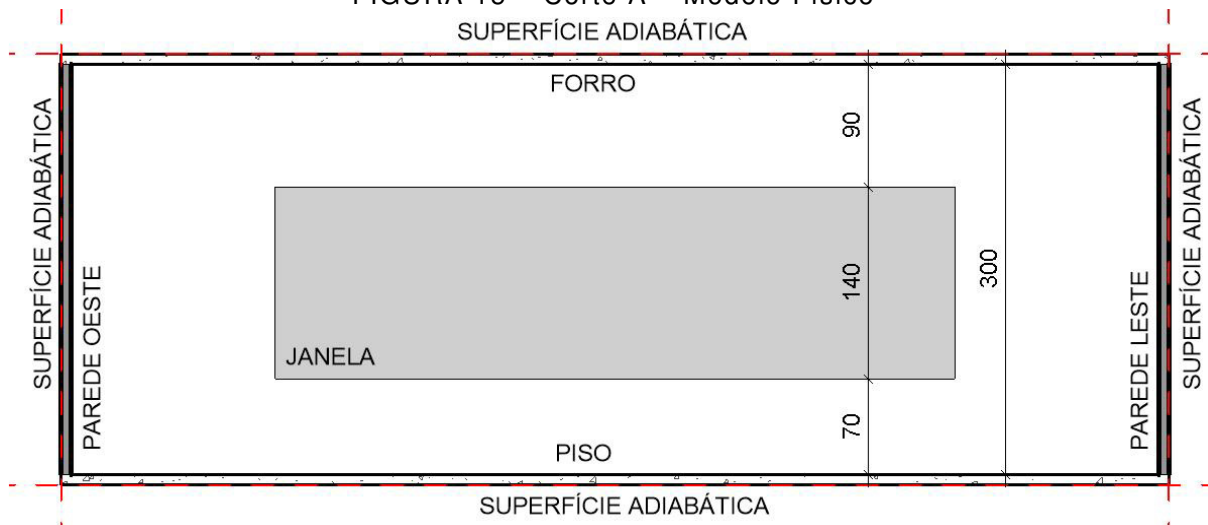 SUPERFÍCIE ADIABÁTICA
FORRO
SUPERFÍCIE ADIABÁTICA
PAREDE OESTE
90
140
70
300
JANELA
PAREDE LESTE
SUPERFÍCIE ADIABÁTICA
PISO
SUPERFÍCIE ADIABÁTICA